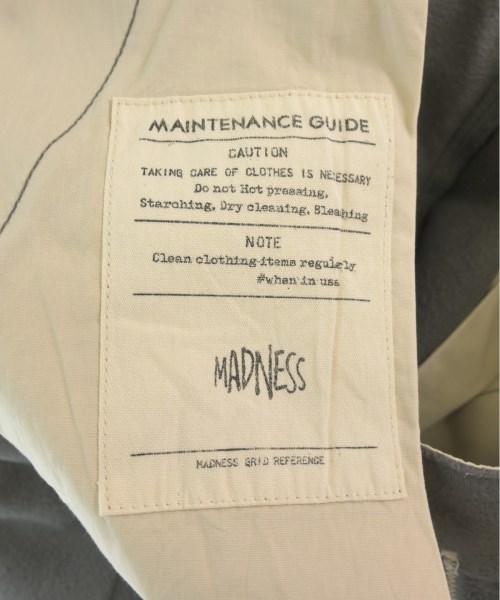 MAINTENANCE GUIDE
CAUTION
TAKING CARE OF CLOTHES IS NECESSARY
Do not Hot pressing,
Starching, Dry cleaning, Bleahing
NOTE
Clean clothing-items regularly
#when in use
MADNESS
MADNESS GRID REFERENCE